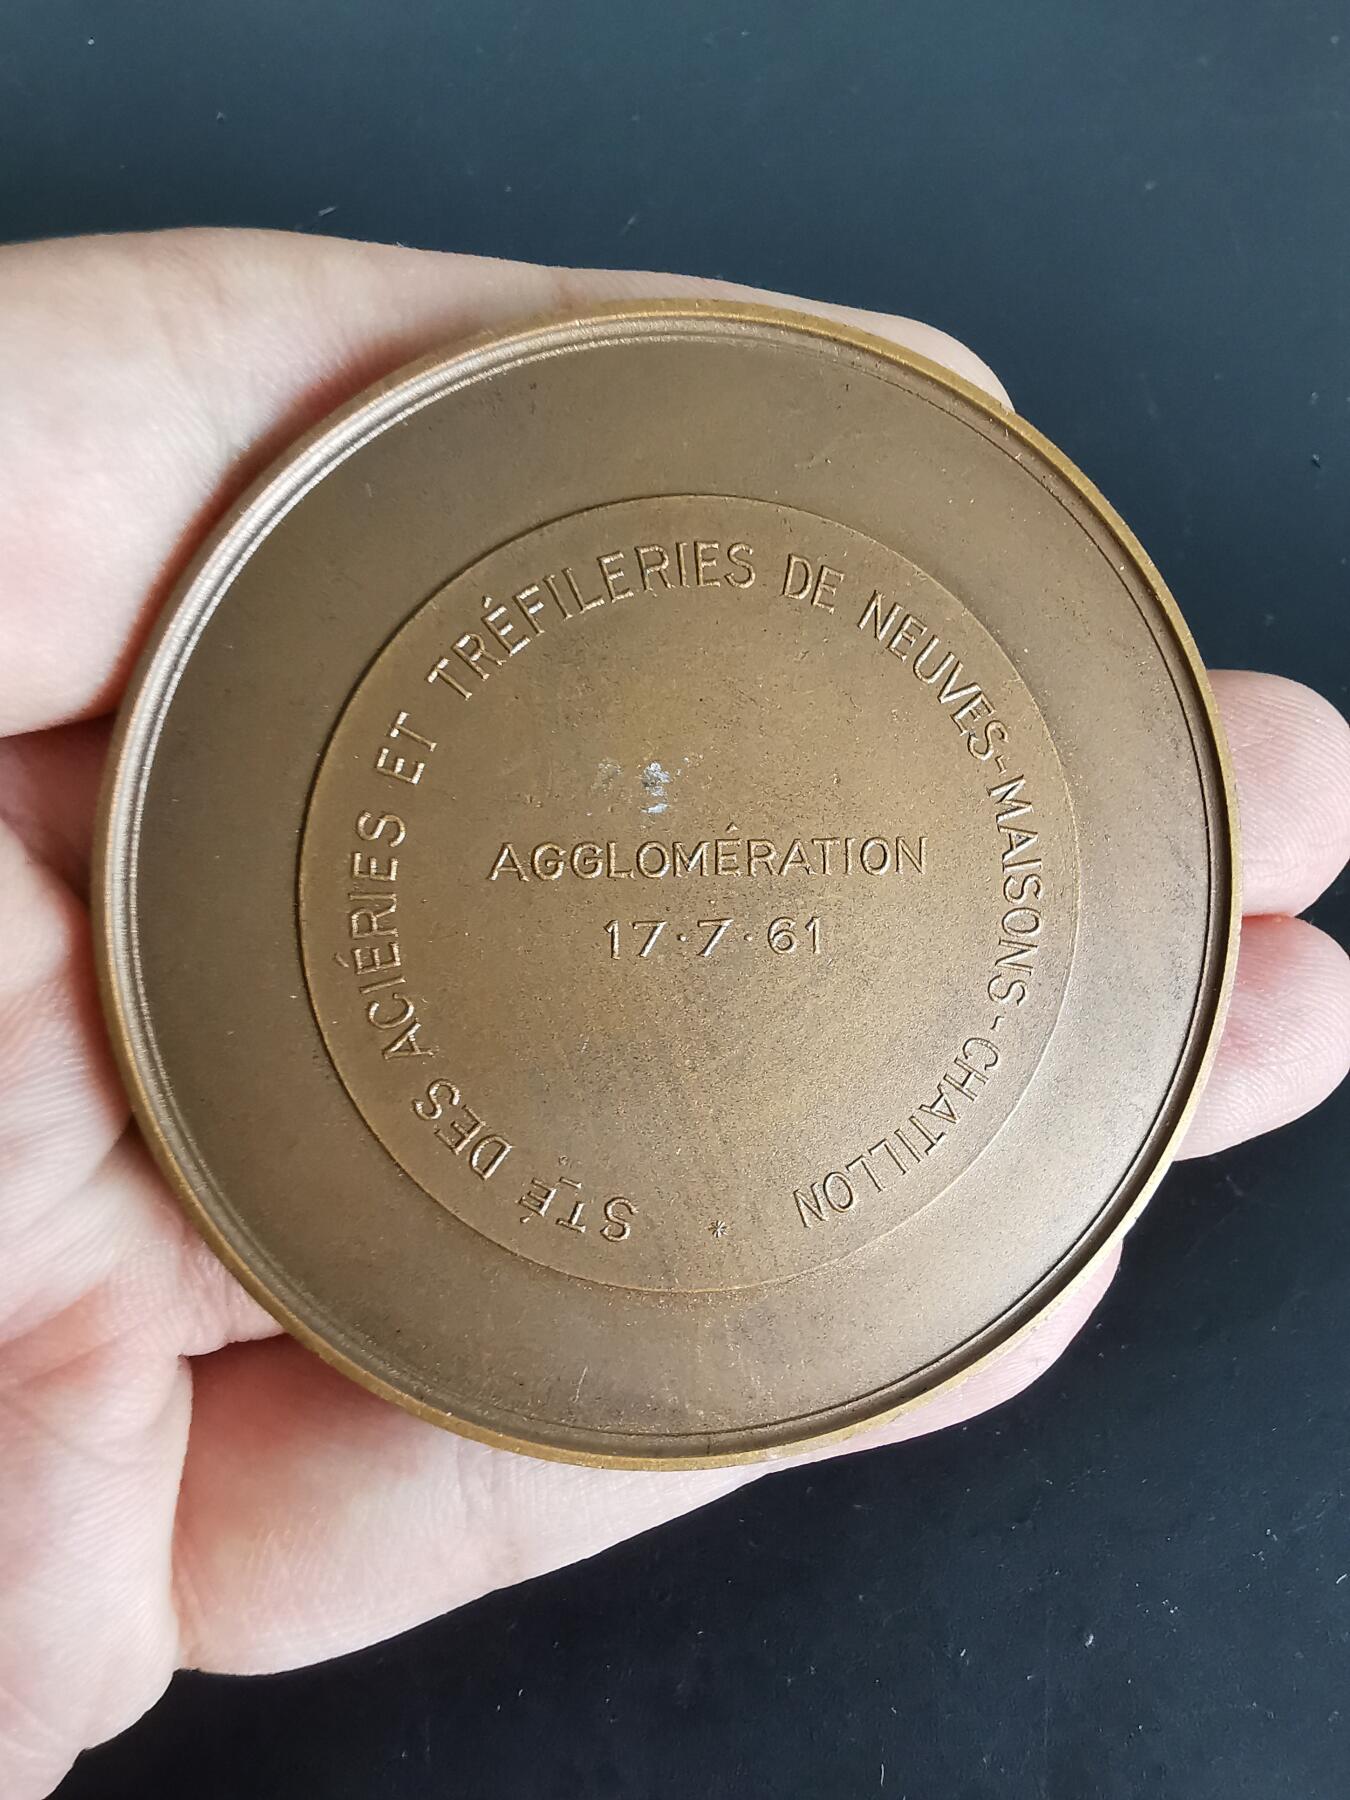 STÉ DES ACIÉRIES ET TRÉFILERIES DE NEUVES-MAISONS-CHATILLON *
AGGLOMÉRATION
17·7·61